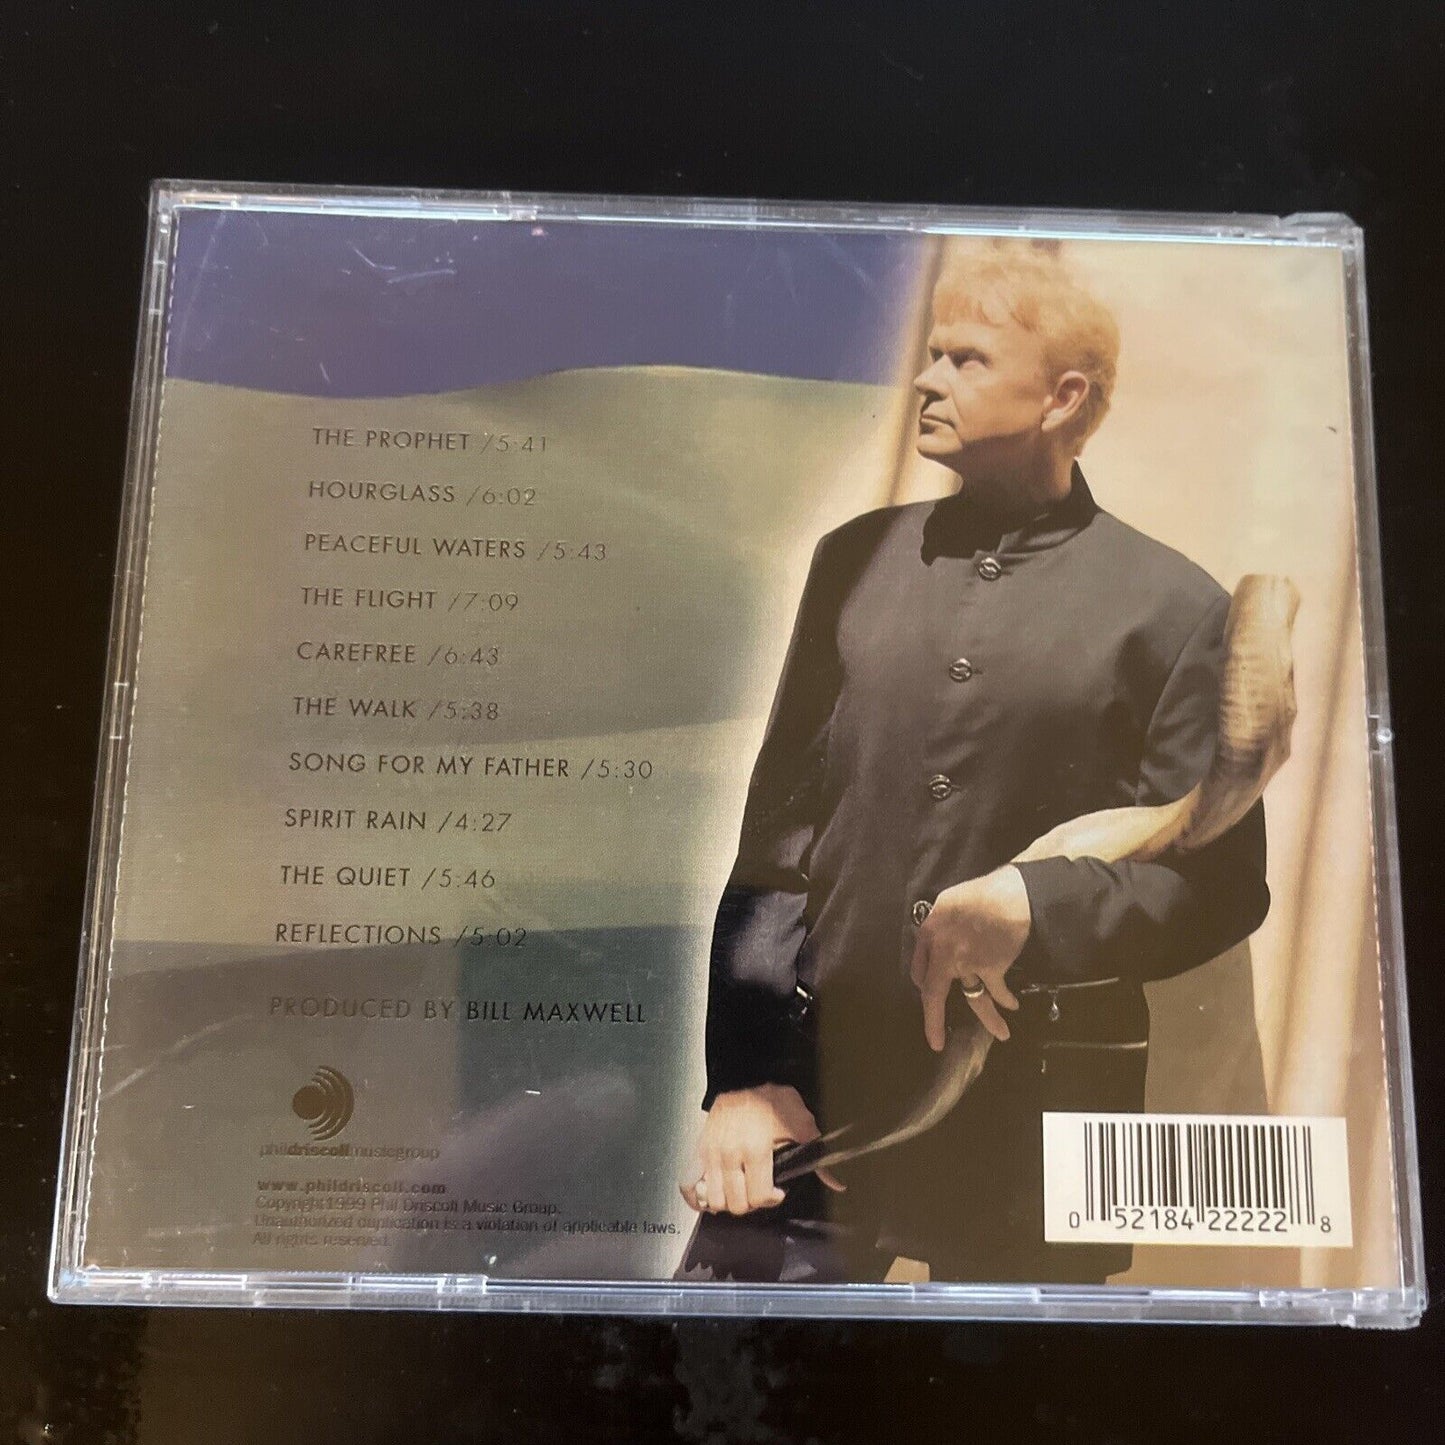 THE PROPHET /5:41
HOURGLASS /6:02
PEACEFUL WATERS /5:43
THE FLIGHT /7:09
CAREFREE /6:43
THE WALK /5:38
SONG FOR MY FATHER /5:30
SPIRIT RAIN /4:27
THE QUIET /5:46
REFLECTIONS /5:02
PRODUCED BY BILL MAXWELL
phildriscollmusicgroup
www.phildriscoll.com
Copyright1999 Phil Driscoll Music Group.
Unauthorized duplication is a violation of applicable laws.
All rights reserved.
0 52184 22222 8